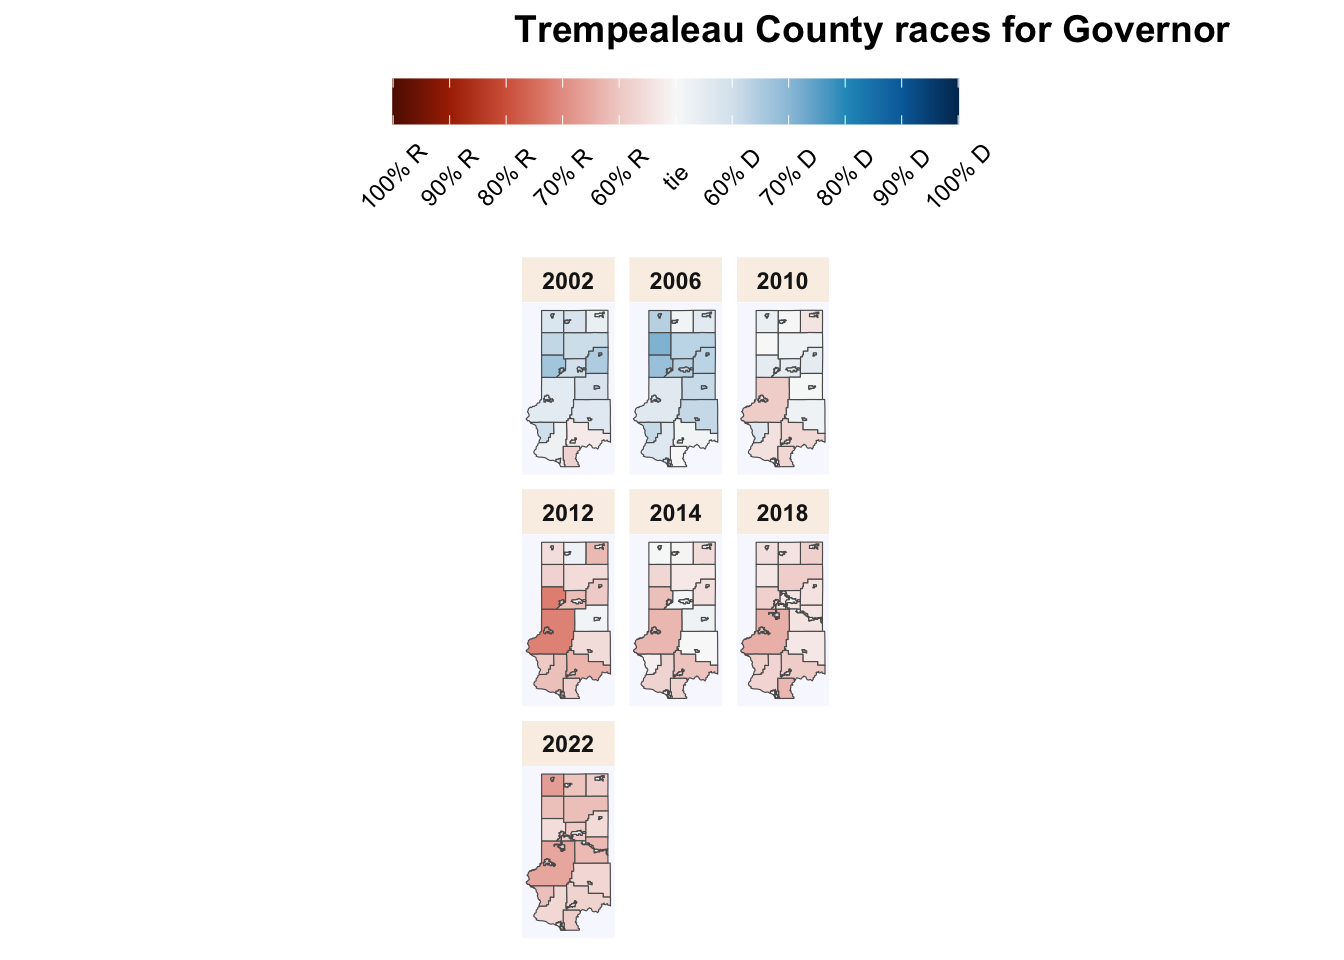 Trempealeau County races for Governor
100% R 90% R 80% R 70% R 60% R tie 60% D 70% D 80% D 90% D 100% D
2002 2006 2010
2012 2014 2018
2022